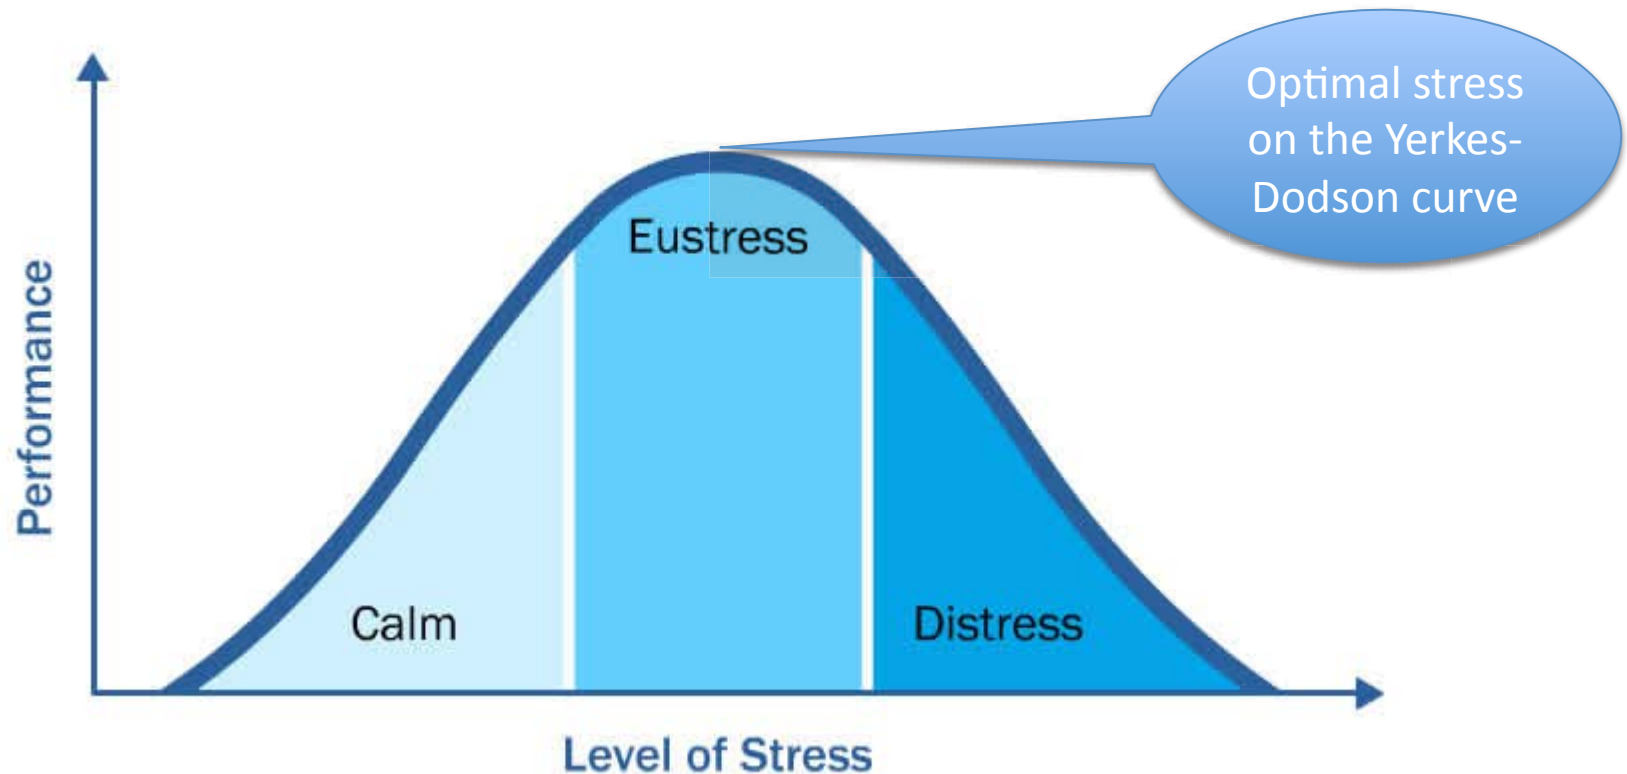 Optimal stress
on the Yerkes-
Dodson curve
Eustress
Performance
Calm
Distress
Level of Stress